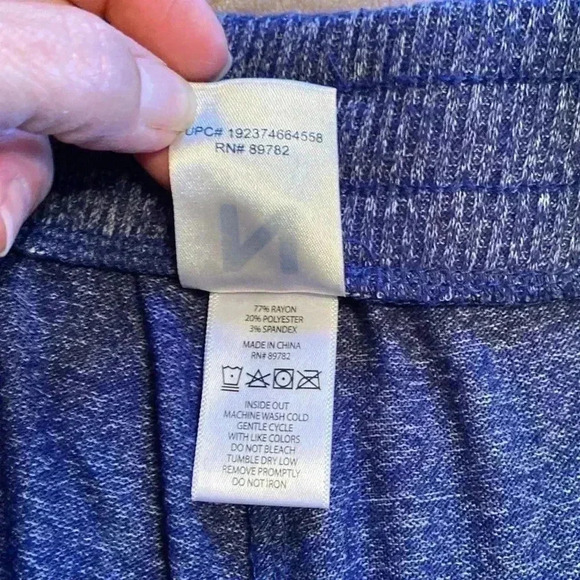 UPC# 192374664558
RN# 89782
77% RAYON
20% POLYESTER
3% SPANDEX
MADE IN CHINA
RN# 89782
INSIDE OUT
MACHINE WASH COLD
GENTLE CYCLE
WITH LIKE COLORS
DO NOT BLEACH
TUMBLE DRY LOW
REMOVE PROMPTLY
DO NOT IRON